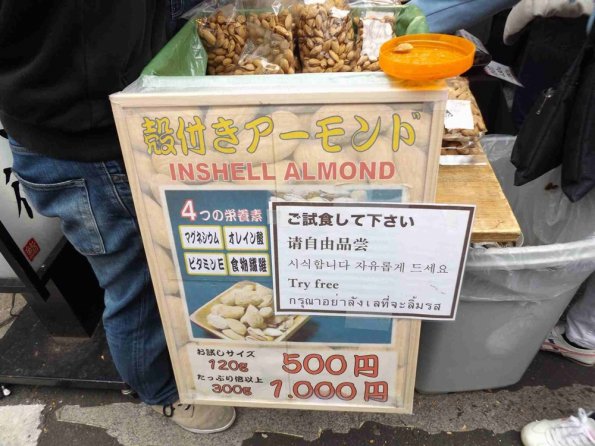 殻付きアーモンド
INSHELL ALMOND
4つの栄養素
マグネシウム
オレイン酸
ビタミンE
食物繊維
ご試食して下さい
请自由品尝
시식합니다 자유롭게 드세요
Try free
กรุณาอย่าลังเลที่จะลิ้มรส
お試しサイズ
120g 500円
たっぷり倍以上
300g 1,000円